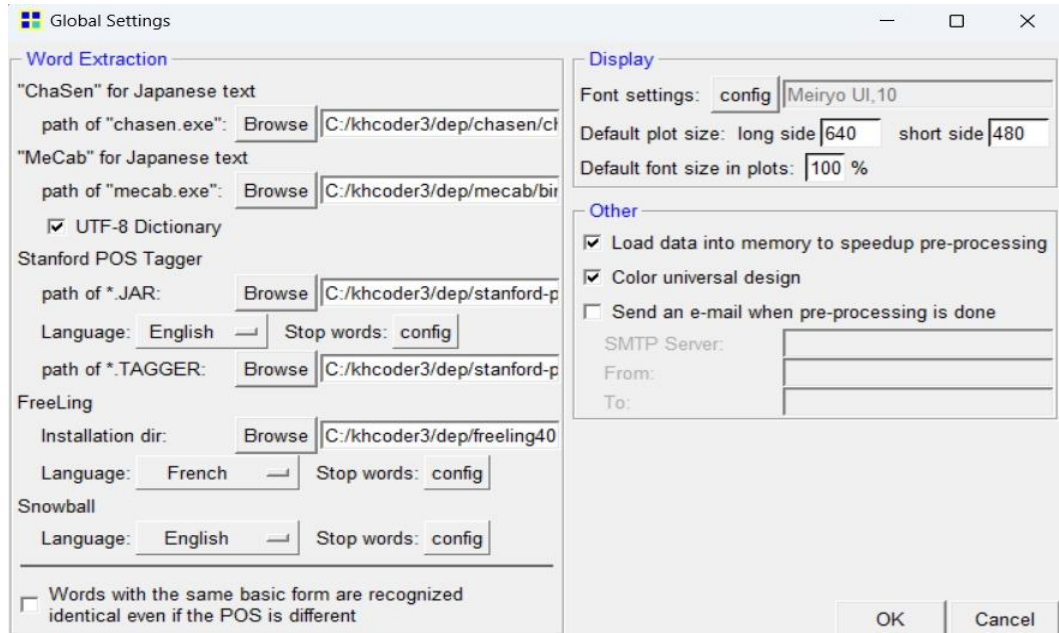 Global Settings
Word Extraction
"ChaSen" for Japanese text
path of "chasen.exe": Browse C:/khcoder3/dep/chasen/ch
"MeCab" for Japanese text
path of "mecab.exe": Browse C:/khcoder3/dep/mecab/bin
UTF-8 Dictionary
Stanford POS Tagger
path of *.JAR: Browse C:/khcoder3/dep/stanford-p
Language: English Stop words: config
path of *.TAGGER: Browse C:/khcoder3/dep/stanford-p
FreeLing
Installation dir: Browse C:/khcoder3/dep/freeling40
Language: French Stop words: config
Snowball
Language: English Stop words: config
Words with the same basic form are recognized
identical even if the POS is different
Display
Font settings: config Meiryo UI,10
Default plot size: long side 640 short side 480
Default font size in plots: 100 %
Other
Load data into memory to speedup pre-processing
Color universal design
Send an e-mail when pre-processing is done
SMTP Server:
From:
To:
OK Cancel